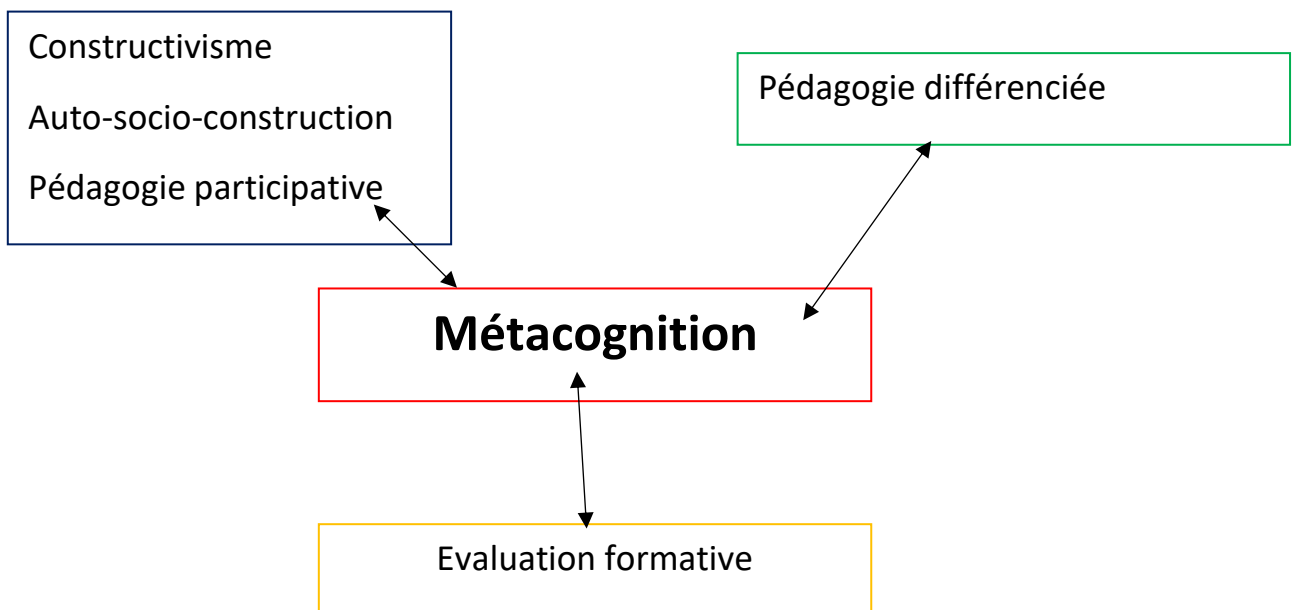 Constructivisme
Auto-socio-construction
Pédagogie participative
Pédagogie différenciée
Métacognition
Evaluation formative